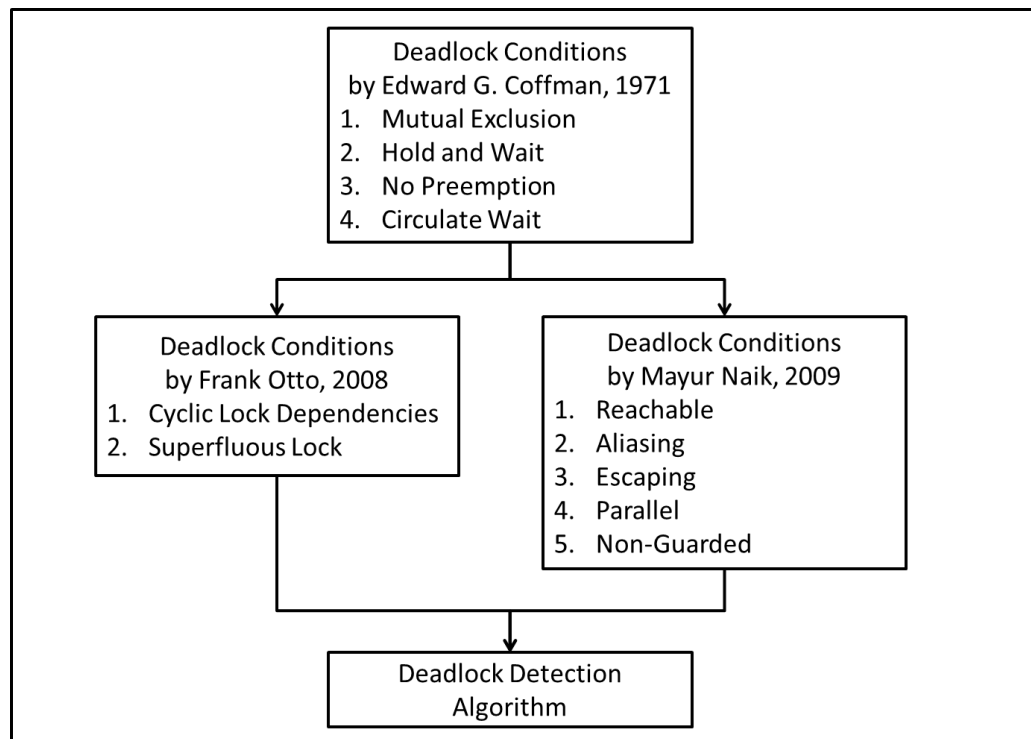 Deadlock Conditions
by Edward G. Coffman, 1971
1. Mutual Exclusion
2. Hold and Wait
3. No Preemption
4. Circulate Wait
Deadlock Conditions
by Frank Otto, 2008
1. Cyclic Lock Dependencies
2. Superfluous Lock
Deadlock Conditions
by Mayur Naik, 2009
1. Reachable
2. Aliasing
3. Escaping
4. Parallel
5. Non-Guarded
Deadlock Detection
Algorithm